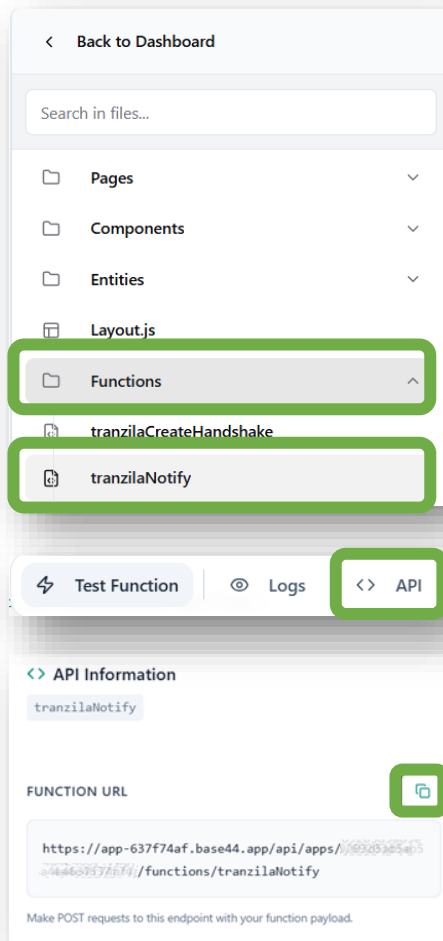 Back to Dashboard
Search in files...
Pages
Components
Entities
Layout.js
Functions
tranzilaCreateHandshake
tranzilaNotify
Test Function
Logs
<> API
<> API Information
tranzilaNotify
FUNCTION URL
https://app-637f74af.base44.app/api/apps/
/functions/tranzilaNotify
Make POST requests to this endpoint with your function payload.